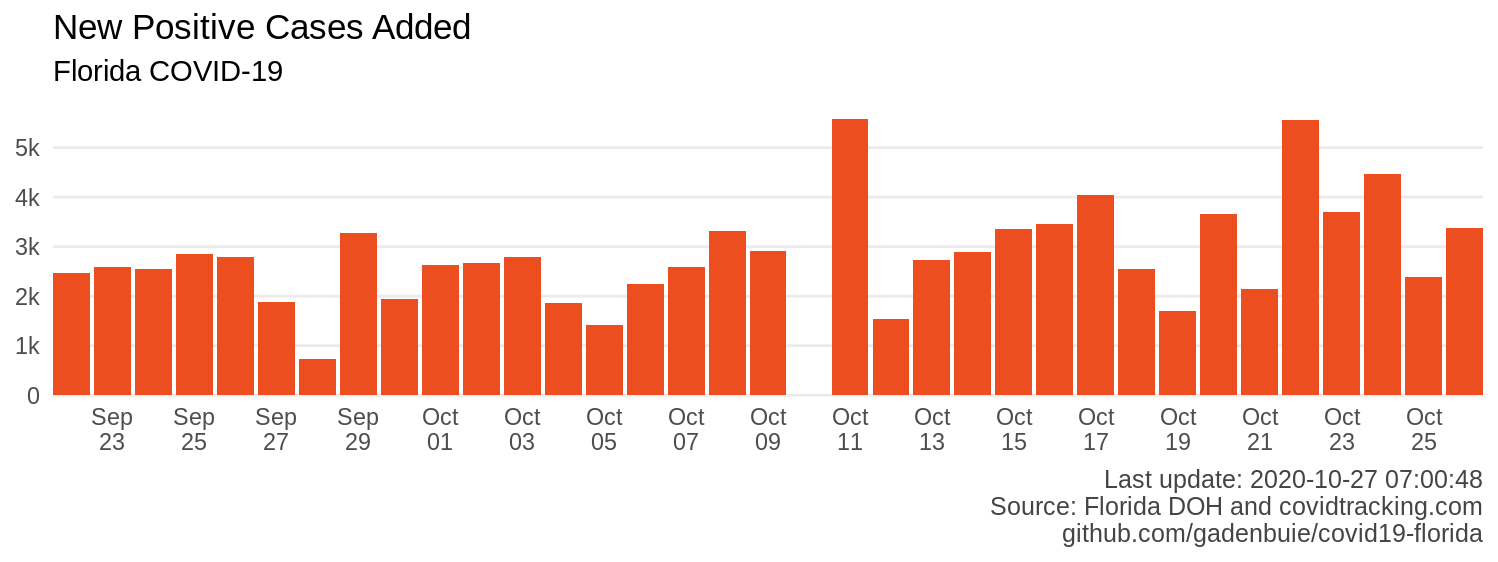 New Positive Cases Added
Florida COVID-19
5k
4k
3k
2k
1k
0
Sep Sep Sep Sep Oct Oct Oct Oct Oct Oct Oct Oct Oct Oct Oct Oct Oct
23 25 27 29 01 03 05 07 09 11 13 15 17 19 21 23 25
Last update: 2020-10-27 07:00:48
Source: Florida DOH and covidtracking.com
github.com/gadenbuie/covid19-florida